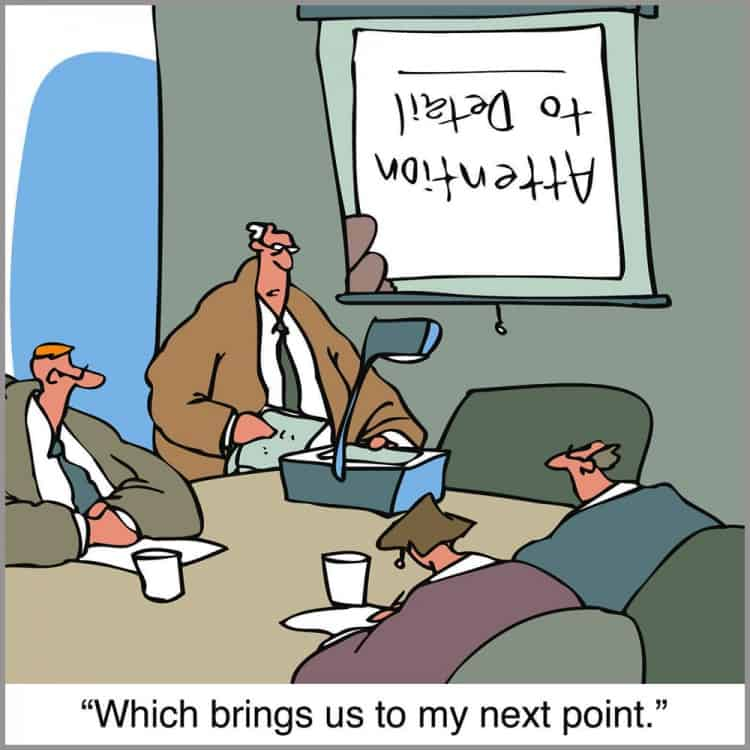 Attention
to Detail
“Which brings us to my next point.”